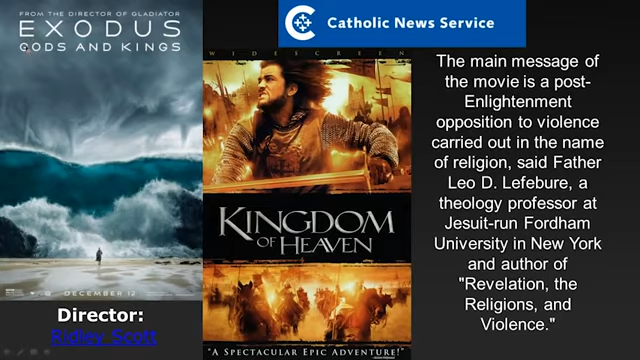 FROM THE DIRECTOR OF GLADIATOR
EXODUS
GODS AND KINGS
DECEMBER 12
Director:
Ridley Scott
Catholic News Service
WIDESCREEN
KINGDOM
OF HEAVEN
"A SPECTACULAR EPIC ADVENTURE!"
The main message of
the movie is a post-
Enlightenment
opposition to violence
carried out in the name
of religion, said Father
Leo D. Lefebure, a
theology professor at
Jesuit-run Fordham
University in New York
and author of
"Revelation, the
Religions, and
Violence."